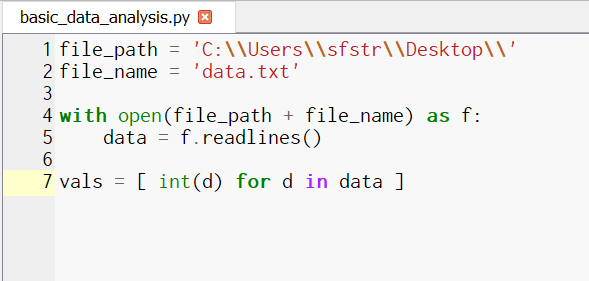 basic_data_analysis.py
1 file_path = 'C:\\Users\\sfstr\\Desktop\\'
2 file_name = 'data.txt'
3
4 with open(file_path + file_name) as f:
5     data = f.readlines()
6
7 vals = [ int(d) for d in data ]